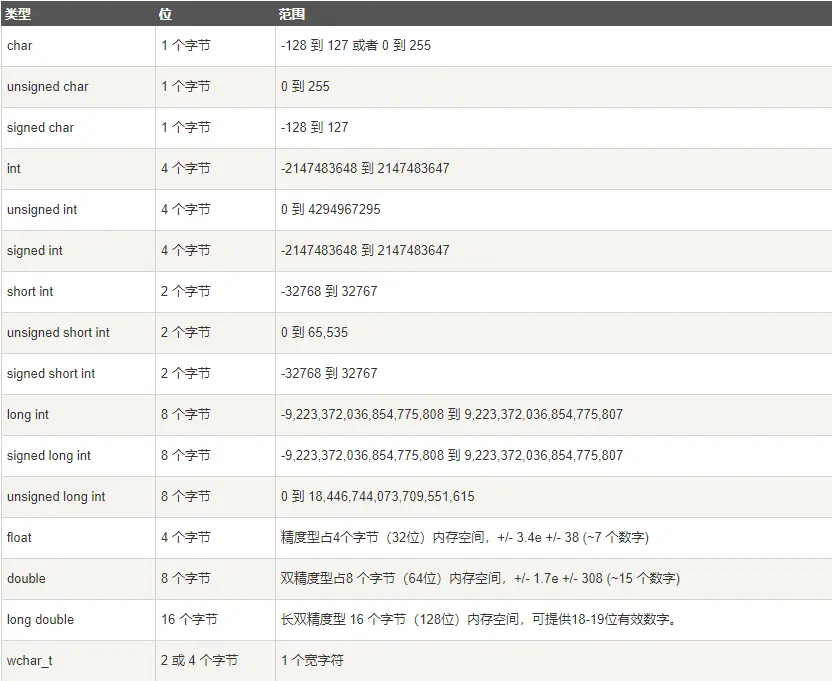 类型 位 范围
char 1 个字节 -128 到 127 或者 0 到 255
unsigned char 1 个字节 0 到 255
signed char 1 个字节 -128 到 127
int 4 个字节 -2147483648 到 2147483647
unsigned int 4 个字节 0 到 4294967295
signed int 4 个字节 -2147483648 到 2147483647
short int 2 个字节 -32768 到 32767
unsigned short int 2 个字节 0 到 65,535
signed short int 2 个字节 -32768 到 32767
long int 8 个字节 -9,223,372,036,854,775,808 到 9,223,372,036,854,775,807
signed long int 8 个字节 -9,223,372,036,854,775,808 到 9,223,372,036,854,775,807
unsigned long int 8 个字节 0 到 18,446,744,073,709,551,615
float 4 个字节 精度型占4个字节（32位）内存空间，+/- 3.4e +/- 38 (~7 个数字)
double 8 个字节 双精度型占8 个字节（64位）内存空间，+/- 1.7e +/- 308 (~15 个数字)
long double 16 个字节 长双精度型 16 个字节（128位）内存空间，可提供18-19位有效数字。
wchar_t 2 或 4 个字节 1 个宽字符